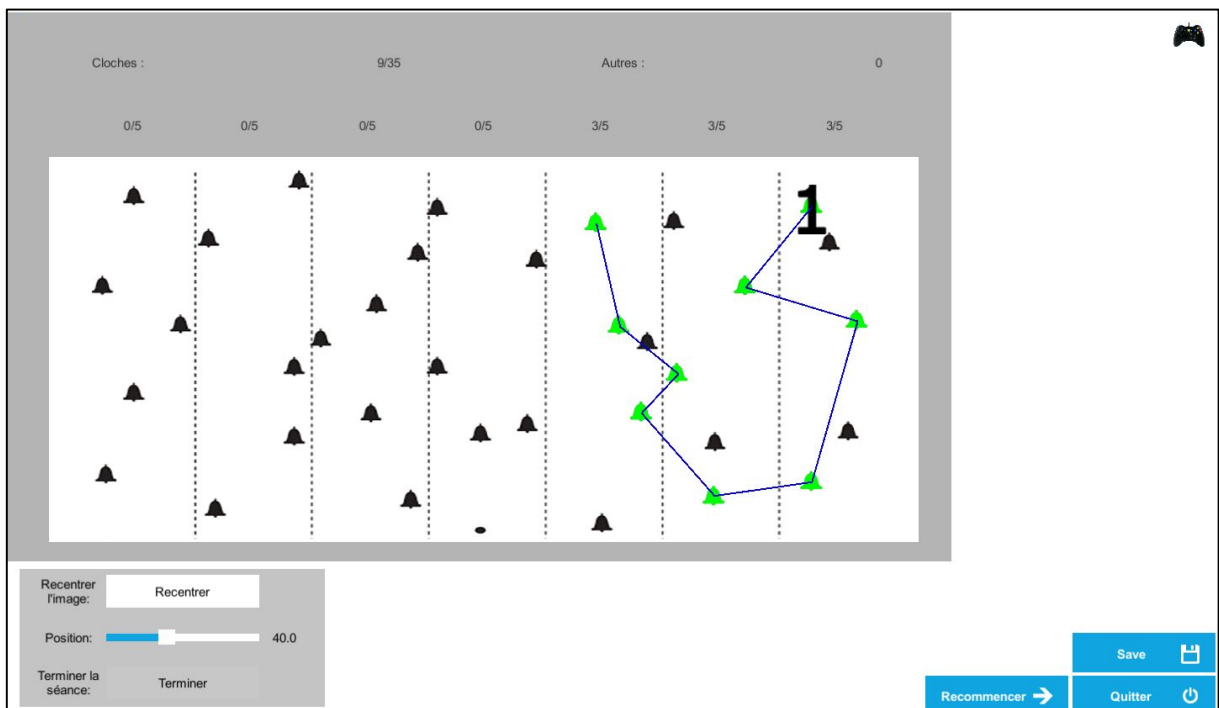 Cloches : 9/35 Autres : 0
0/5 0/5 0/5 0/5 3/5 3/5 3/5
1
Recentrer
l'image:
Recentrer
Position: 40.0
Terminer la
séance:
Terminer
Save
Recommencer
Quitter